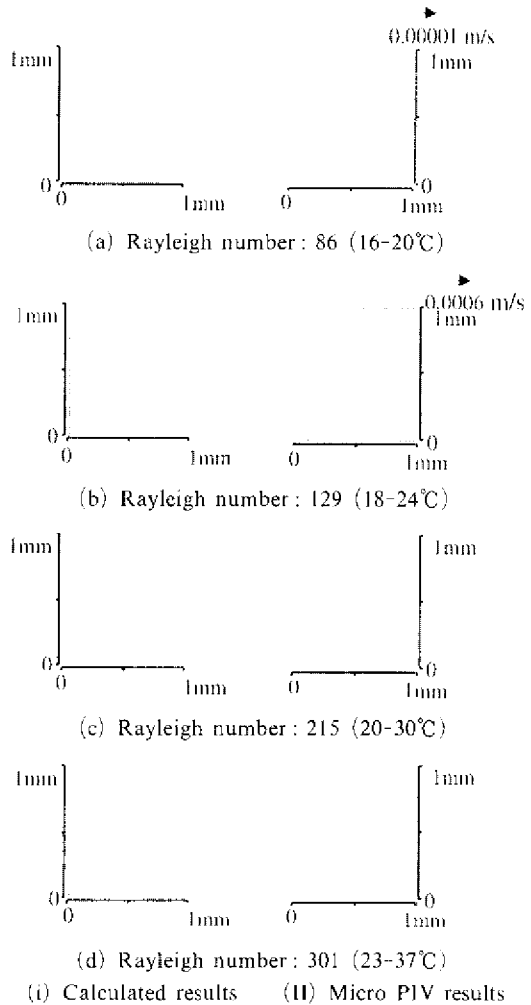 0.00001 m/s
1mm 1mm
0 0
0 1mm 0 1mm
(a) Rayleigh number : 86 (16-20℃)
0.0006 m/s
1mm 1mm
0 0
0 1mm 0 1mm
(b) Rayleigh number : 129 (18-24℃)
1mm 1mm
0 0
0 1mm 0 1mm
(c) Rayleigh number : 215 (20-30℃)
1mm 1mm
0 0
0 1mm 0 1mm
(d) Rayleigh number : 301 (23-37℃)
(i) Calculated results (II) Micro PIV results